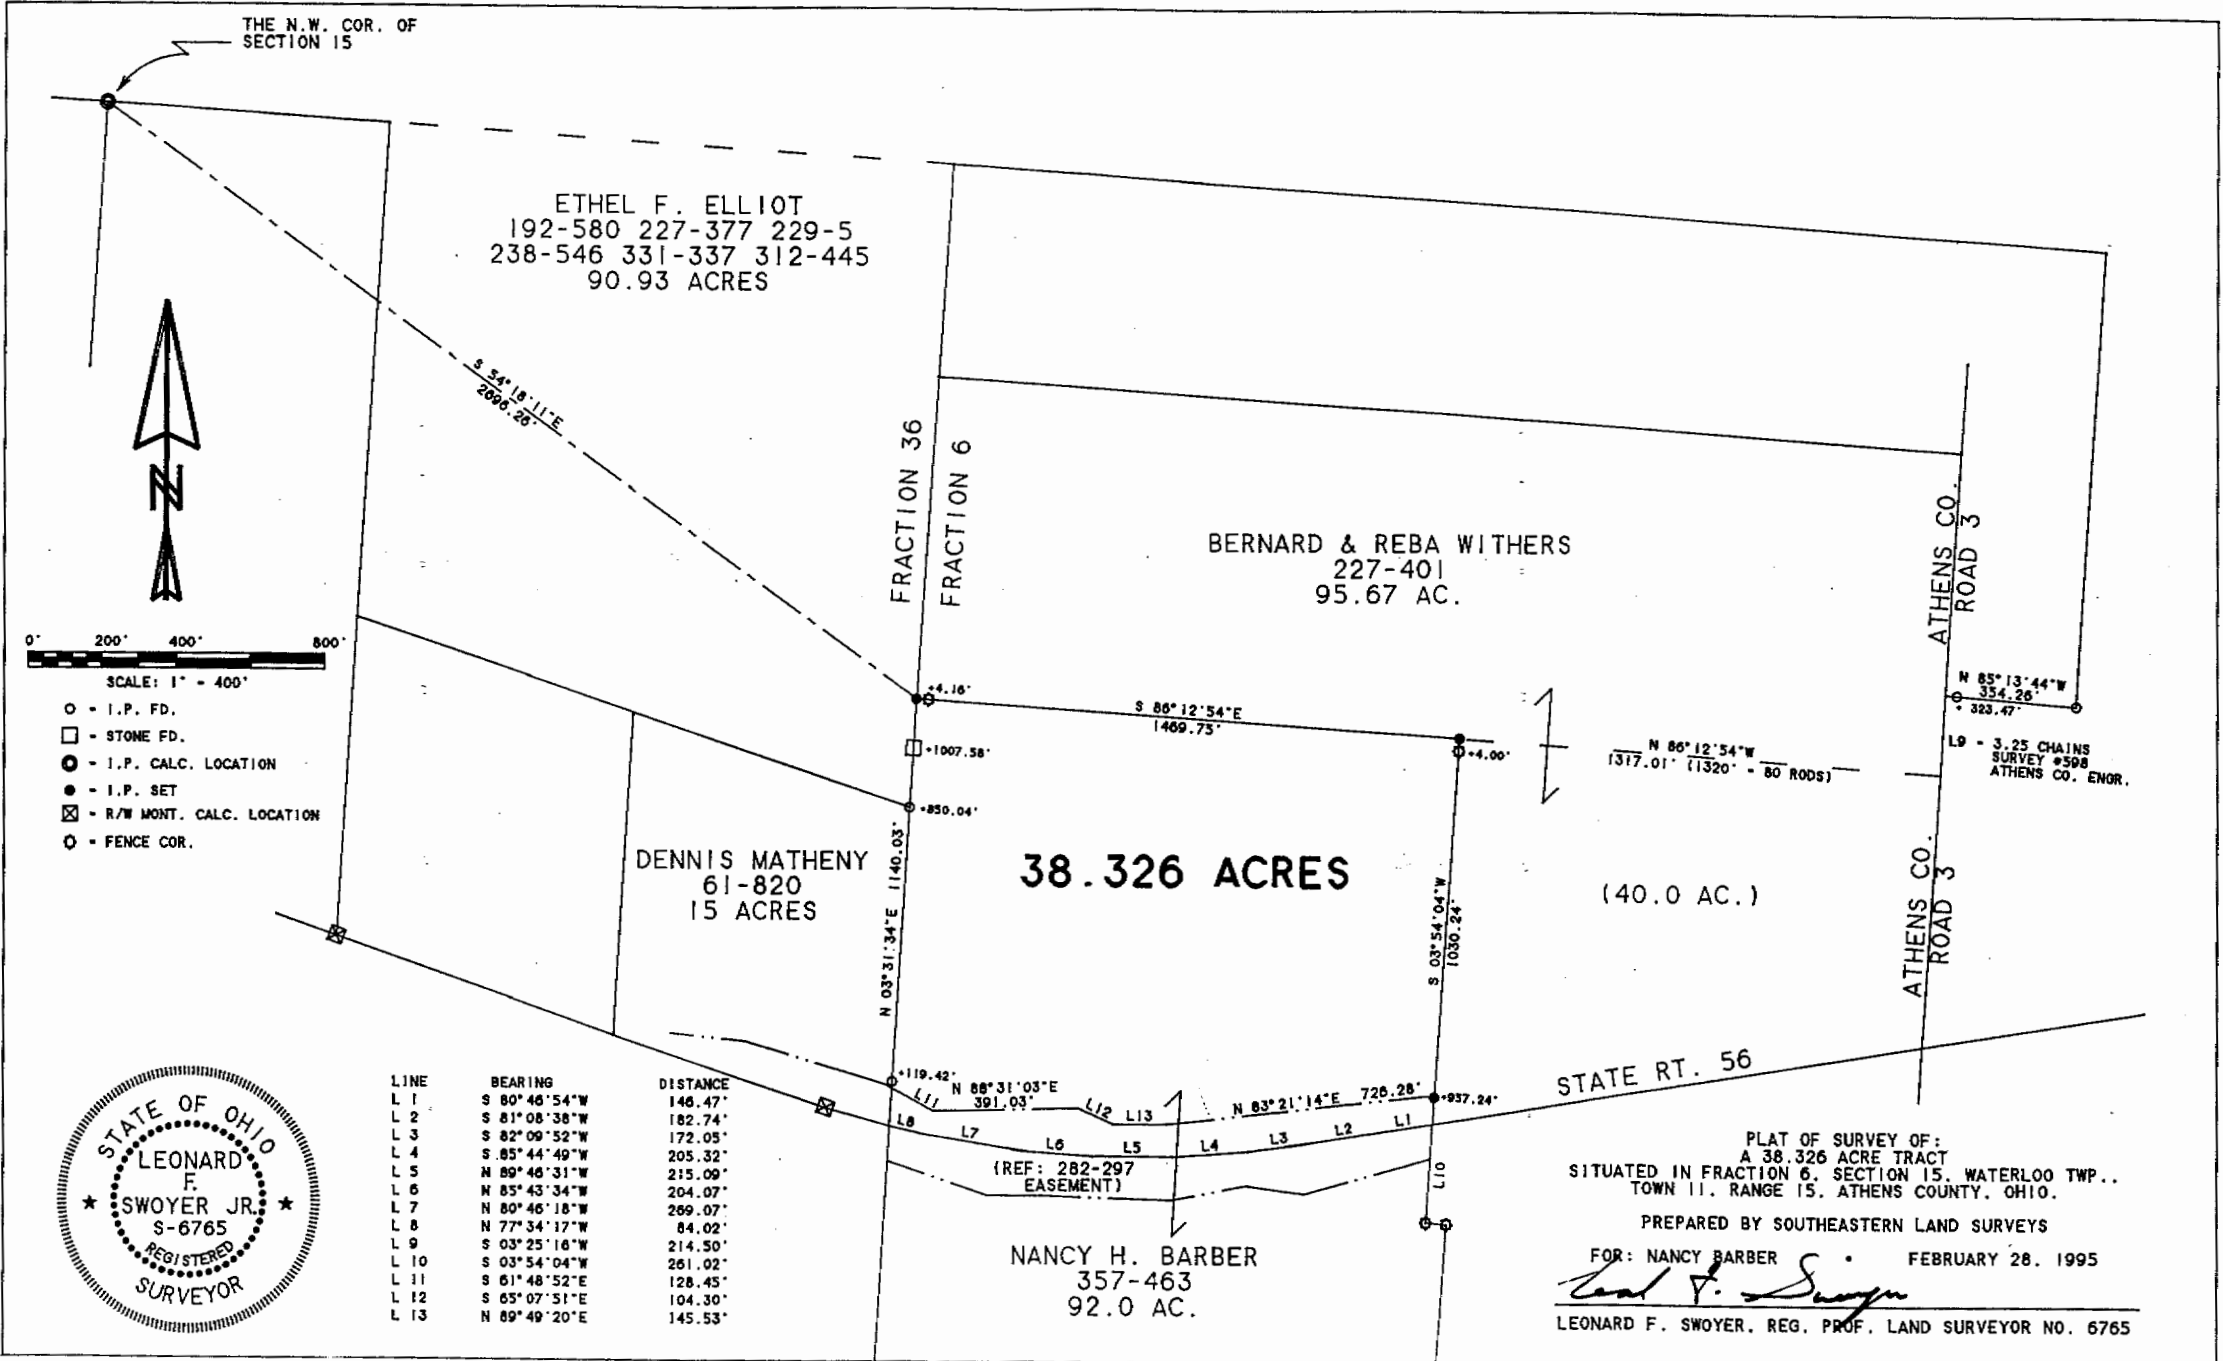 THE N.W. COR. OF
SECTION 15
ETHEL F. ELLIOT
192-580 227-377 229-5
238-546 331-337 312-445
90.93 ACRES
S 54°18'11"E
2696.26'
N
0' 200' 400' 800'
SCALE: 1" - 400'
- I.P. FD.
- STONE FD.
- I.P. CALC. LOCATION
- I.P. SET
- R/W MONT. CALC. LOCATION
- FENCE COR.
FRACTION 36
FRACTION 6
BERNARD & REBA WITHERS
227-401
95.67 AC.
ATHENS CO.
ROAD 3
N 85°13'44"W
354.26'
+ 323.47'
L9 - 3.25 CHAINS
SURVEY #598
ATHENS CO. ENGR.
+4.16'
S 86°12'54"E
1469.75'
+4.00'
N 86°12'54"W
1317.01' (1320' - 80 RODS)
+1007.58'
+850.04'
DENNIS MATHENY
61-820
15 ACRES
N 03°31'34"E 1140.03'
38.326 ACRES
S 03°54'04"W
1030.24'
(40.0 AC.)
ATHENS CO.
ROAD 3
STATE RT. 56
+119.42'
N 88°31'03"E
391.03'
L11
L12
L13
N 83°21'14"E 726.28'
+937.24'
L8 L7 L6 L5 L4 L3 L2 L1
L10
(REF: 282-297
EASEMENT)
NANCY H. BARBER
357-463
92.0 AC.
STATE OF OHIO
LEONARD
F.
SWOYER JR.
S-6765
REGISTERED
SURVEYOR
LINE BEARING DISTANCE
L 1 S 80°46'54"W 146.47'
L 2 S 81°08'38"W 182.74'
L 3 S 82°09'52"W 172.05'
L 4 S 85°44'49"W 205.32'
L 5 N 89°46'31"W 215.09'
L 6 N 85°43'34"W 204.07'
L 7 N 80°46'18"W 269.07'
L 8 N 77°34'17"W 84.02'
L 9 S 03°25'16"W 214.50'
L 10 S 03°54'04"W 261.02'
L 11 S 61°48'52"E 128.45'
L 12 S 65°07'51"E 104.30'
L 13 N 89°49'20"E 145.53'
PLAT OF SURVEY OF:
A 38.326 ACRE TRACT
SITUATED IN FRACTION 6. SECTION 15. WATERLOO TWP..
TOWN 11. RANGE 15. ATHENS COUNTY. OHIO.
PREPARED BY SOUTHEASTERN LAND SURVEYS
FOR: NANCY BARBER FEBRUARY 28. 1995
LEONARD F. SWOYER. REG. PROF. LAND SURVEYOR NO. 6765